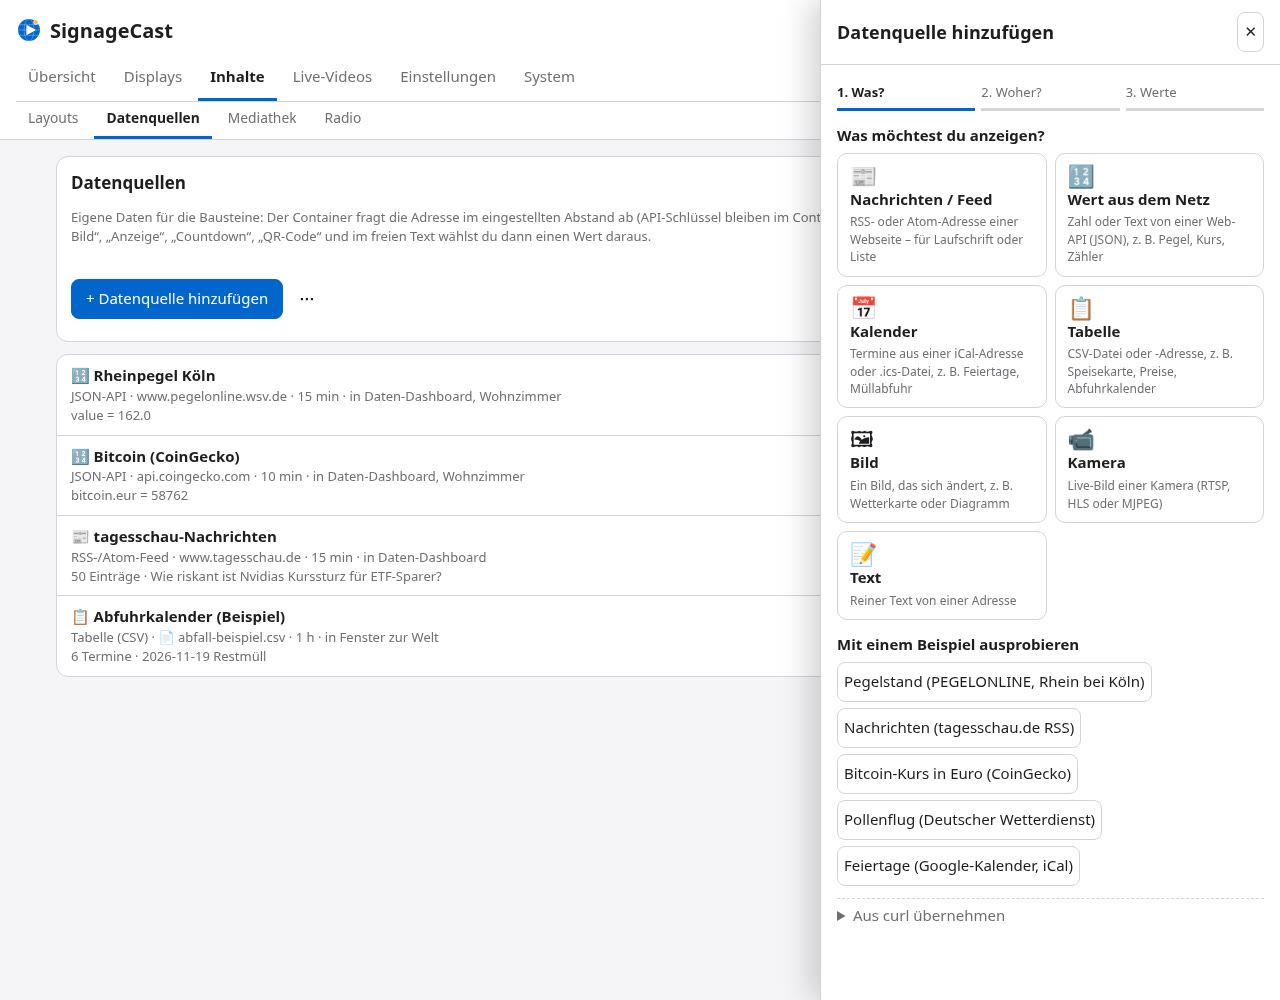 SignageCast
Übersicht
Displays
Inhalte
Live-Videos
Einstellungen
System
Layouts
Datenquellen
Mediathek
Radio
Datenquellen
Eigene Daten für die Bausteine: Der Container fragt die Adresse im eingestellten Abstand ab (API-Schlüssel bleiben im Cont
Bild“, „Anzeige“, „Countdown“, „QR-Code“ und im freien Text wählst du dann einen Wert daraus.
+ Datenquelle hinzufügen
Rheinpegel Köln
JSON-API · www.pegelonline.wsv.de · 15 min · in Daten-Dashboard, Wohnzimmer
value = 162.0
Bitcoin (CoinGecko)
JSON-API · api.coingecko.com · 10 min · in Daten-Dashboard, Wohnzimmer
bitcoin.eur = 58762
tagesschau-Nachrichten
RSS-/Atom-Feed · www.tagesschau.de · 15 min · in Daten-Dashboard
50 Einträge · Wie riskant ist Nvidias Kurssturz für ETF-Sparer?
Abfuhrkalender (Beispiel)
Tabelle (CSV) · abfall-beispiel.csv · 1 h · in Fenster zur Welt
6 Termine · 2026-11-19 Restmüll
Datenquelle hinzufügen
1. Was?
2. Woher?
3. Werte
Was möchtest du anzeigen?
Nachrichten / Feed
RSS- oder Atom-Adresse einer
Webseite – für Laufschrift oder
Liste
Wert aus dem Netz
Zahl oder Text von einer Web-
API (JSON), z. B. Pegel, Kurs,
Zähler
Kalender
Termine aus einer iCal-Adresse
oder .ics-Datei, z. B. Feiertage,
Müllabfuhr
Tabelle
CSV-Datei oder -Adresse, z. B.
Speisekarte, Preise,
Abfuhrkalender
Bild
Ein Bild, das sich ändert, z. B.
Wetterkarte oder Diagramm
Kamera
Live-Bild einer Kamera (RTSP,
HLS oder MJPEG)
Text
Reiner Text von einer Adresse
Mit einem Beispiel ausprobieren
Pegelstand (PEGELONLINE, Rhein bei Köln)
Nachrichten (tagesschau.de RSS)
Bitcoin-Kurs in Euro (CoinGecko)
Pollenflug (Deutscher Wetterdienst)
Feiertage (Google-Kalender, iCal)
Aus curl übernehmen